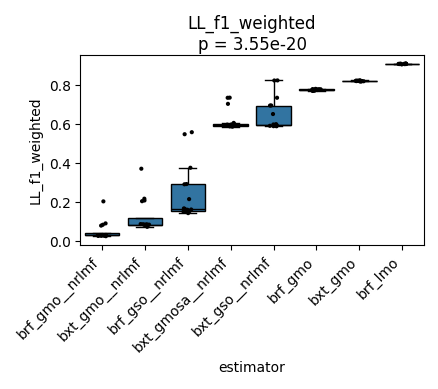 LL_f1_weighted
p = 3.55e-20
LL_f1_weighted
0.8
0.6
0.4
0.2
0.0
brf_gmo__nrlmf
bxt_gmo__nrlmf
brf_gso__nrlmf
bxt_gmosa__nrlmf
bxt_gso__nrlmf
brf_gmo
bxt_gmo
brf_lmo
estimator